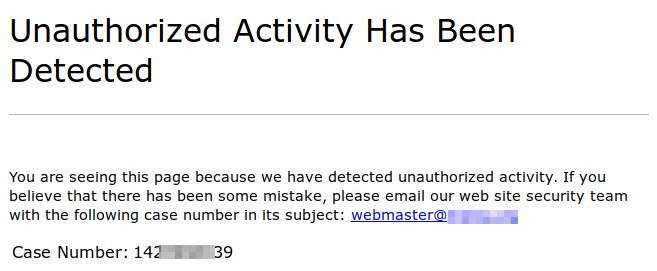 Unauthorized Activity Has Been
Detected
You are seeing this page because we have detected unauthorized activity. If you
believe that there has been some mistake, please email our web site security team
with the following case number in its subject: webmaster@
Case Number: 142 39